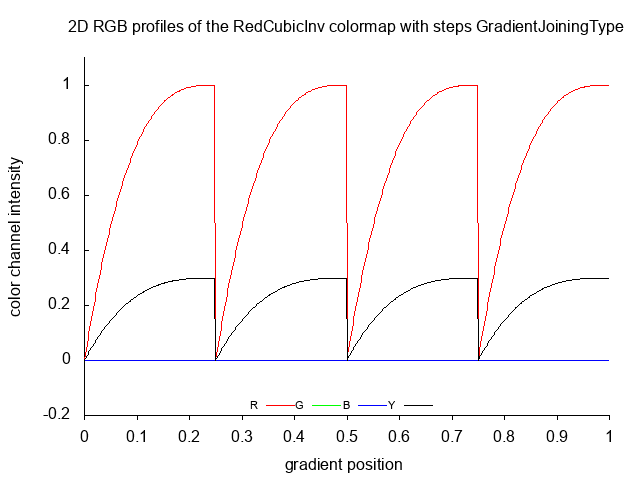 2D RGB profiles of the RedCubicInv colormap with steps GradientJoiningType
color channel intensity
1
0.8
0.6
0.4
0.2
0
-0.2
R G B Y
0 0.1 0.2 0.3 0.4 0.5 0.6 0.7 0.8 0.9 1
gradient position